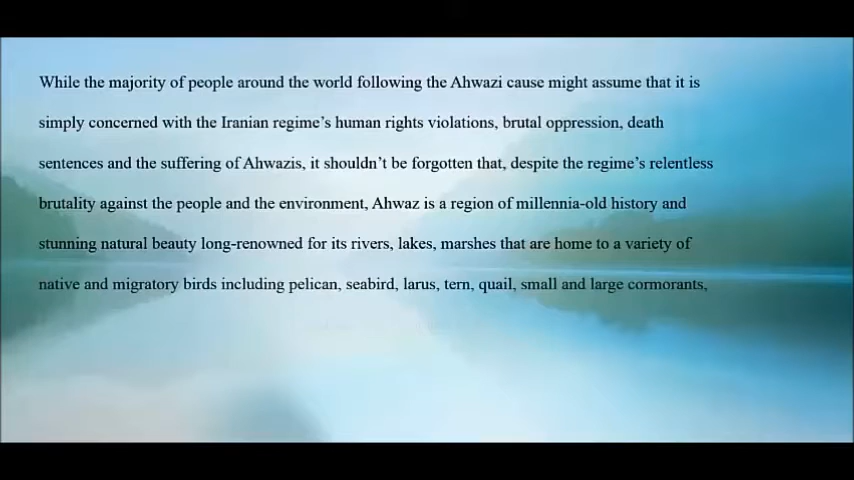 While the majority of people around the world following the Ahwazi cause might assume that it is
simply concerned with the Iranian regime’s human rights violations, brutal oppression, death
sentences and the suffering of Ahwazis, it shouldn’t be forgotten that, despite the regime’s relentless
brutality against the people and the environment, Ahwaz is a region of millennia-old history and
stunning natural beauty long-renowned for its rivers, lakes, marshes that are home to a variety of
native and migratory birds including pelican, seabird, larus, tern, quail, small and large cormorants,